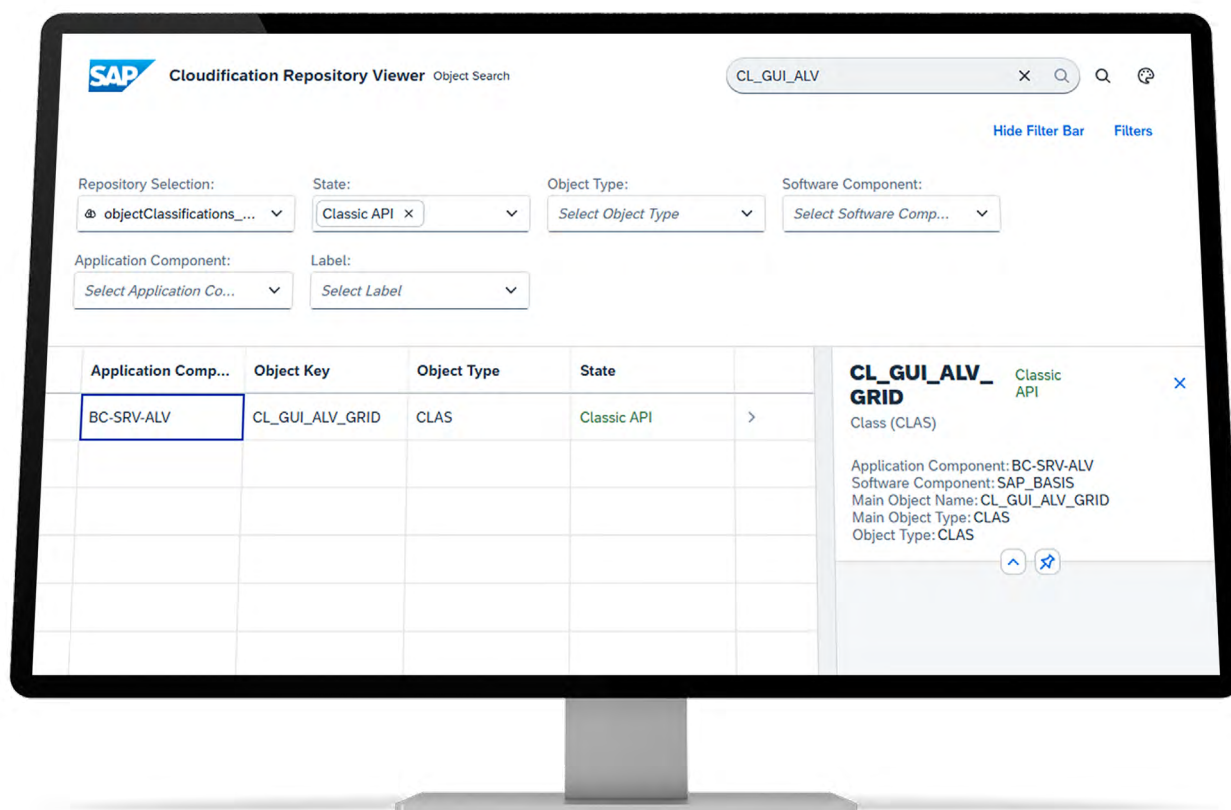 SAP Cloudification Repository Viewer Object Search CL_GUI_ALV
Hide Filter Bar Filters
Repository Selection: State: Object Type: Software Component:
objectClassifications_... Classic API Select Object Type Select Software Comp...
Application Component: Label:
Select Application Co... Select Label
Application Comp... Object Key Object Type State
BC-SRV-ALV CL_GUI_ALV_GRID CLAS Classic API
CL_GUI_ALV_ Classic
GRID API
Class (CLAS)
Application Component: BC-SRV-ALV
Software Component: SAP_BASIS
Main Object Name: CL_GUI_ALV_GRID
Main Object Type: CLAS
Object Type: CLAS